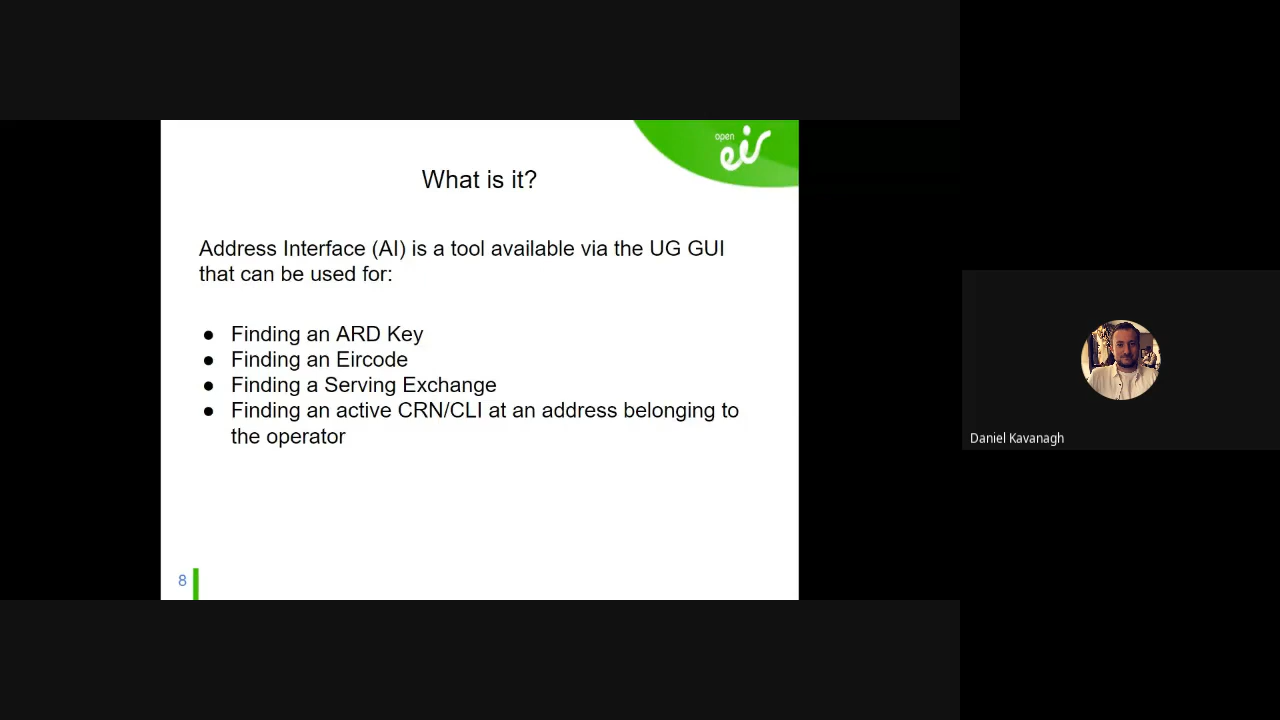 open
eir
What is it?
Address Interface (AI) is a tool available via the UG GUI
that can be used for:
● Finding an ARD Key
● Finding an Eircode
● Finding a Serving Exchange
● Finding an active CRN/CLI at an address belonging to
the operator
8
Daniel Kavanagh